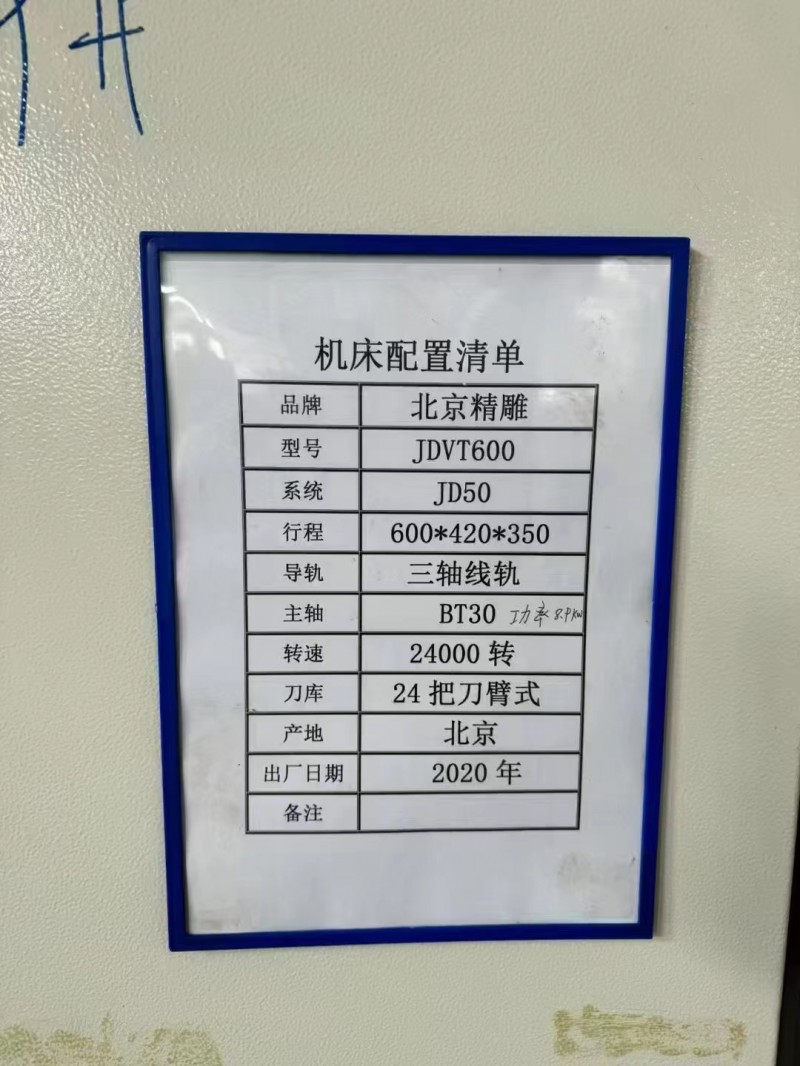 机床配置清单
品牌 北京精雕
型号 JDVT600
系统 JD50
行程 600*420*350
导轨 三轴线轨
主轴 BT30 功率 8.9kw
转速 24000 转
刀库 24 把刀臂式
产地 北京
出厂日期 2020 年
备注